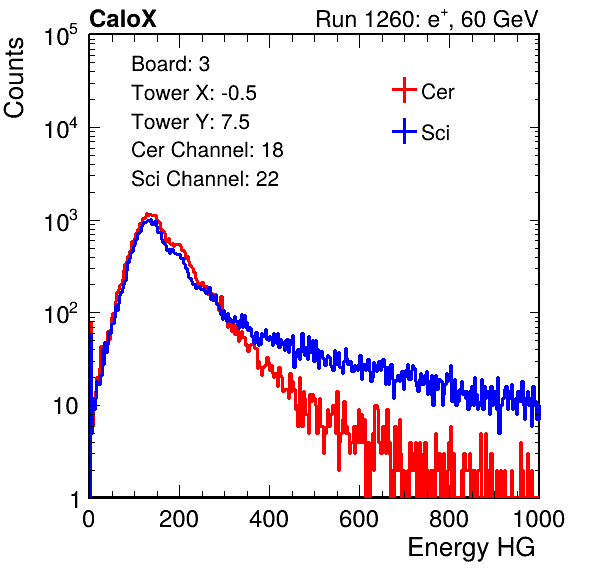 CaloX
Run 1260: e⁺, 60 GeV
Counts
Board: 3
Tower X: -0.5
Tower Y: 7.5
Cer Channel: 18
Sci Channel: 22
Cer
Sci
10⁵
10⁴
10³
10²
10
1
0 200 400 600 800 1000
Energy HG